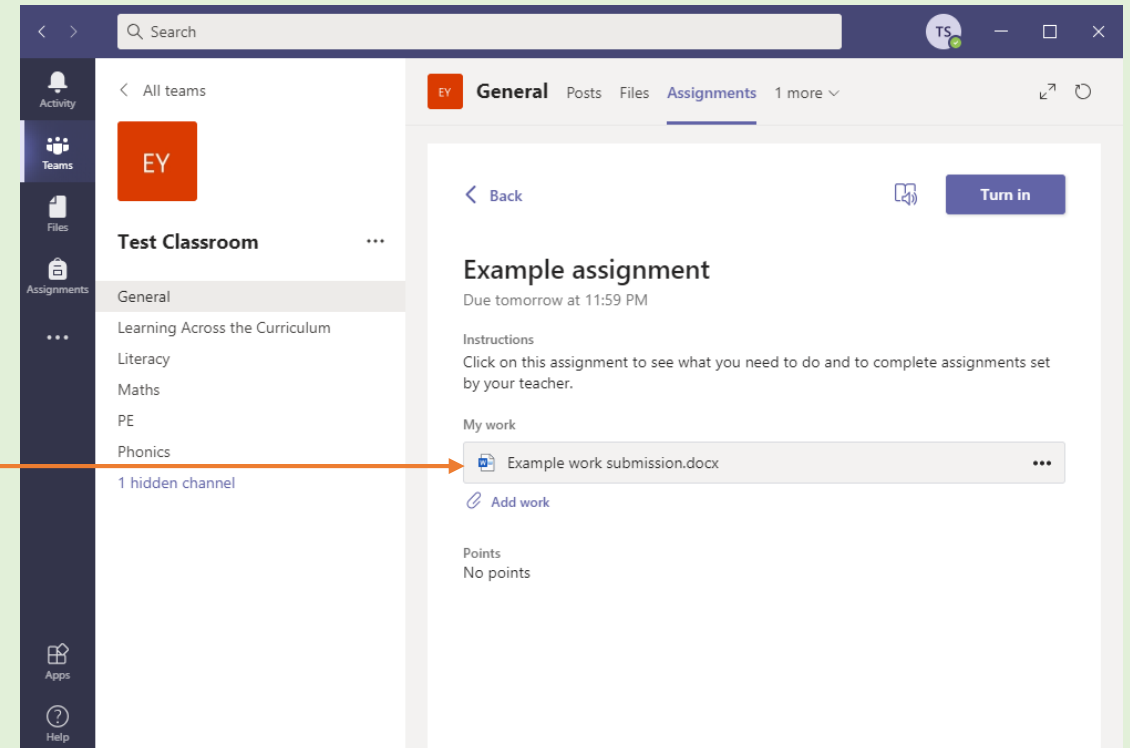 Search
TS
Activity
Teams
Files
Assignments
Apps
Help
All teams
EY
Test Classroom
General
Learning Across the Curriculum
Literacy
Maths
PE
Phonics
1 hidden channel
EY General Posts Files Assignments 1 more
Back
Turn in
Example assignment
Due tomorrow at 11:59 PM
Instructions
Click on this assignment to see what you need to do and to complete assignments set
by your teacher.
My work
Example work submission.docx
Add work
Points
No points